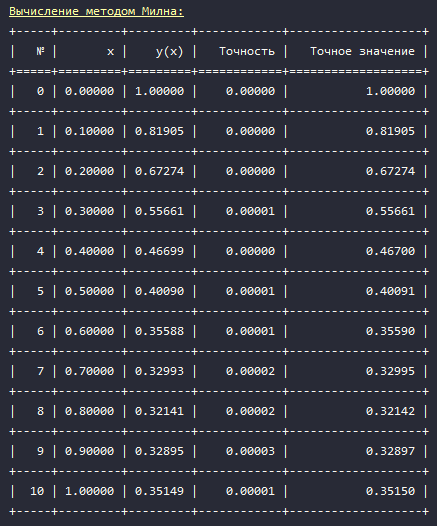 Вычисление методом Милна:
№ x y(x) Точность Точное значение
0 0.00000 1.00000 0.00000 1.00000
1 0.10000 0.81905 0.00000 0.81905
2 0.20000 0.67274 0.00000 0.67274
3 0.30000 0.55661 0.00001 0.55661
4 0.40000 0.46699 0.00000 0.46700
5 0.50000 0.40090 0.00001 0.40091
6 0.60000 0.35588 0.00001 0.35590
7 0.70000 0.32993 0.00002 0.32995
8 0.80000 0.32141 0.00002 0.32142
9 0.90000 0.32895 0.00003 0.32897
10 1.00000 0.35149 0.00001 0.35150